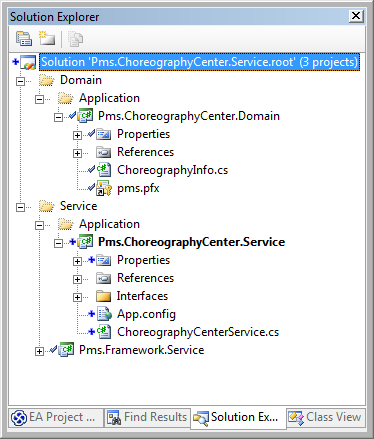 Solution Explorer
Solution 'Pms.ChoreographyCenter.Service.root' (3 projects)
Domain
Application
Pms.ChoreographyCenter.Domain
Properties
References
ChoreographyInfo.cs
pms.pfx
Service
Application
Pms.ChoreographyCenter.Service
Properties
References
Interfaces
App.config
ChoreographyCenterService.cs
Pms.Framework.Service
EA Project ... Find Results Solution Ex... Class View